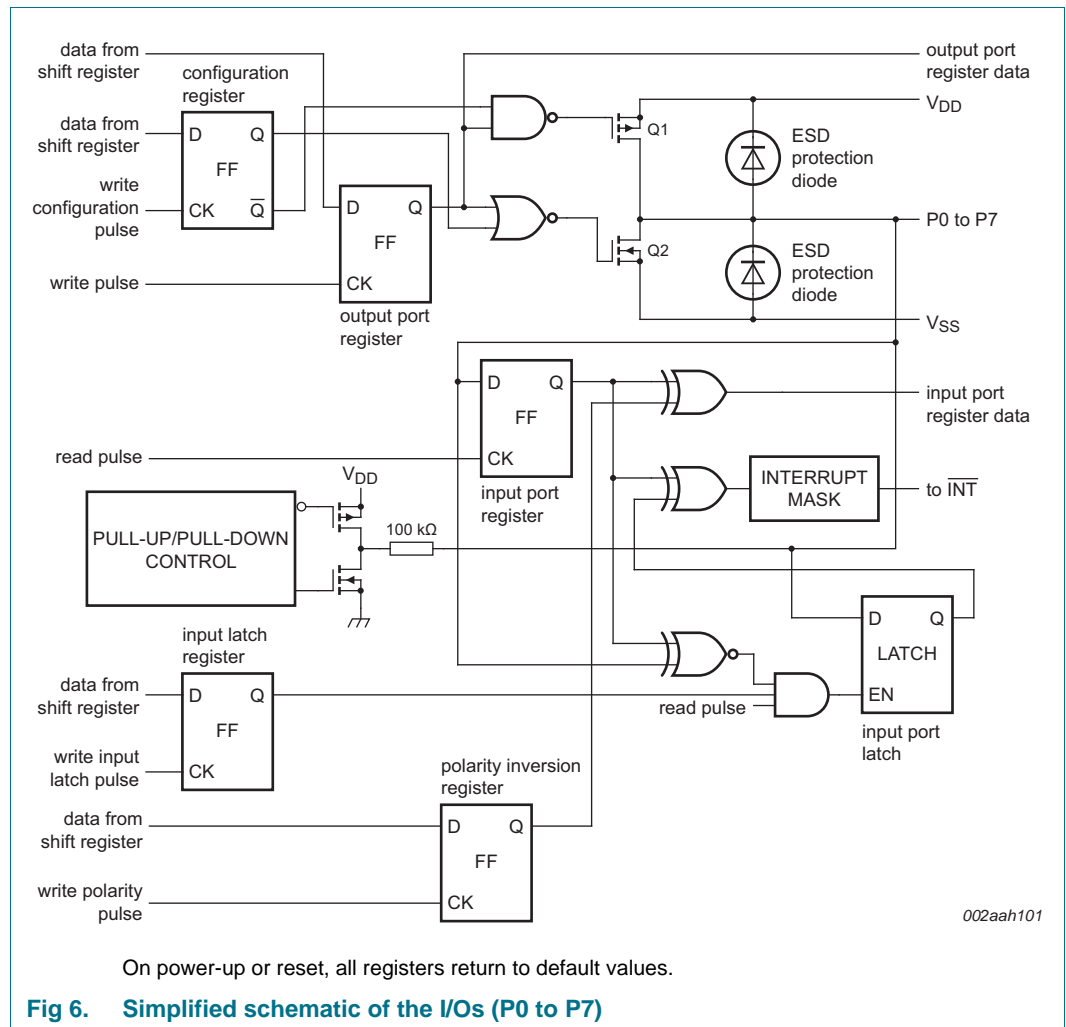 data from
shift register
configuration
register
data from
shift register
write
configuration
pulse
D
Q
FF
CK
Q̅
write pulse
D
Q
FF
CK
output port
register
Q1
Q2
output port
register data
VDD
ESD
protection
diode
P0 to P7
ESD
protection
diode
VSS
D
Q
FF
CK
input port
register
read pulse
input port
register data
INTERRUPT
MASK
to I̅N̅T̅
VDD
PULL-UP/PULL-DOWN
CONTROL
100 kΩ
input latch
register
data from
shift register
write input
latch pulse
D
Q
FF
CK
read pulse
D
Q
LATCH
EN
input port
latch
polarity inversion
register
data from
shift register
write polarity
pulse
D
Q
FF
CK
002aah101
On power-up or reset, all registers return to default values.
Fig 6. Simplified schematic of the I/Os (P0 to P7)